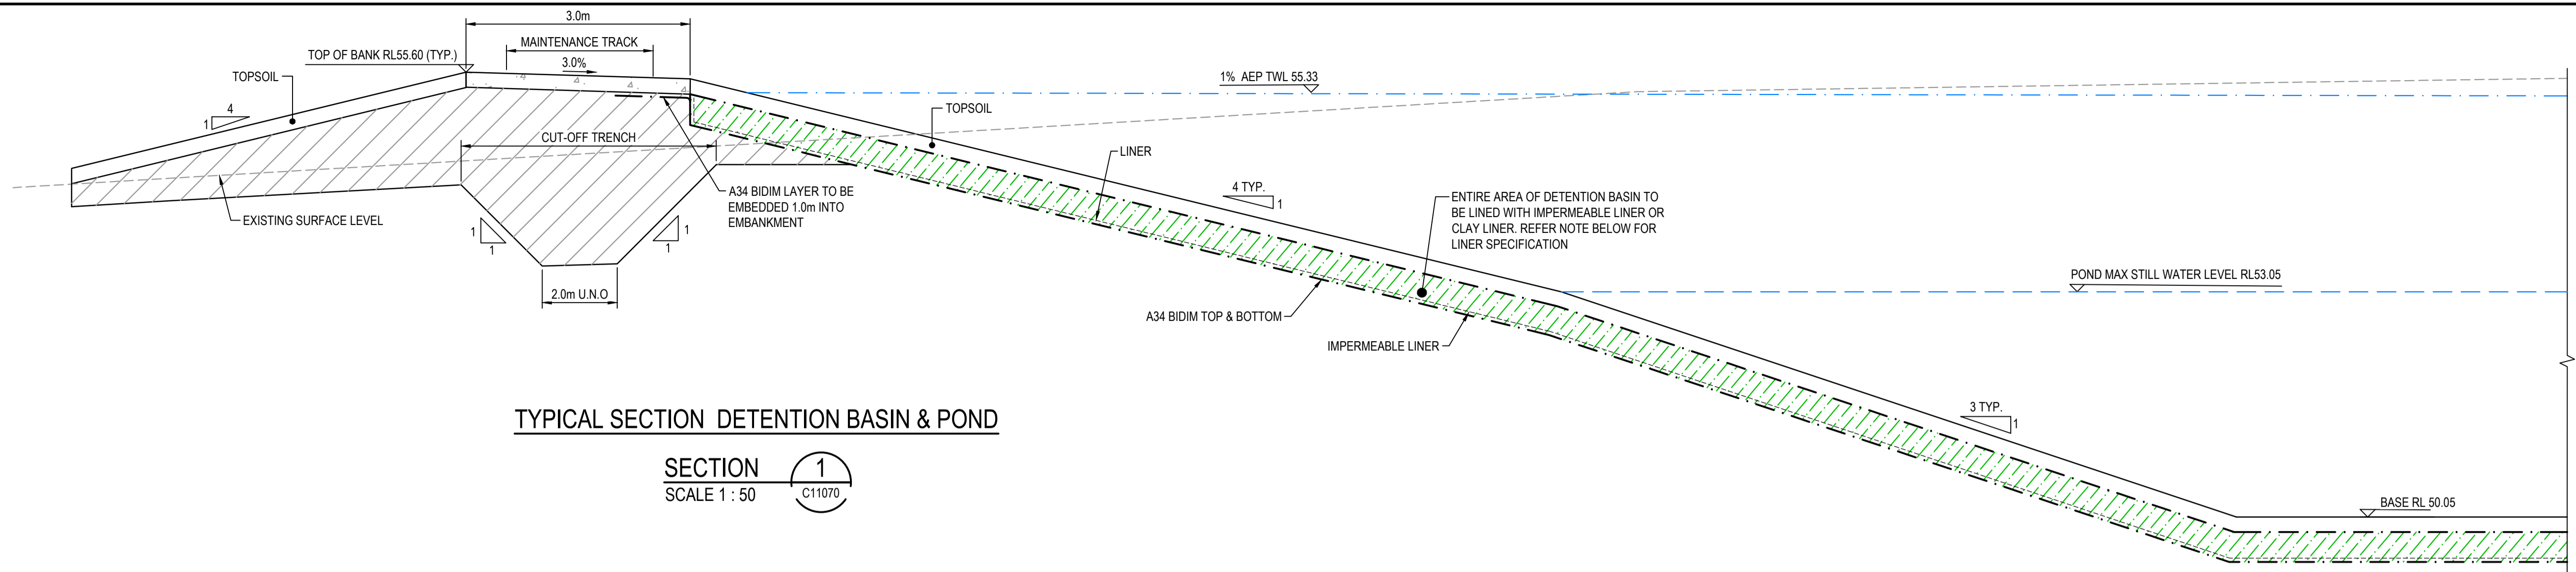 3.0m
MAINTENANCE TRACK
TOP OF BANK RL55.60 (TYP.)
3.0%
TOPSOIL
1% AEP TWL 55.33
4
1
TOPSOIL
CUT-OFF TRENCH
LINER
A34 BIDIM LAYER TO BE
EMBEDDED 1.0m INTO
EMBANKMENT
4 TYP.
1
ENTIRE AREA OF DETENTION BASIN TO
BE LINED WITH IMPERMEABLE LINER OR
CLAY LINER. REFER NOTE BELOW FOR
LINER SPECIFICATION
EXISTING SURFACE LEVEL
1
1
1
1
POND MAX STILL WATER LEVEL RL53.05
2.0m U.N.O
A34 BIDIM TOP & BOTTOM
IMPERMEABLE LINER
TYPICAL SECTION DETENTION BASIN & POND
3 TYP.
1
SECTION
1
SCALE 1 : 50
C11070
BASE RL 50.05